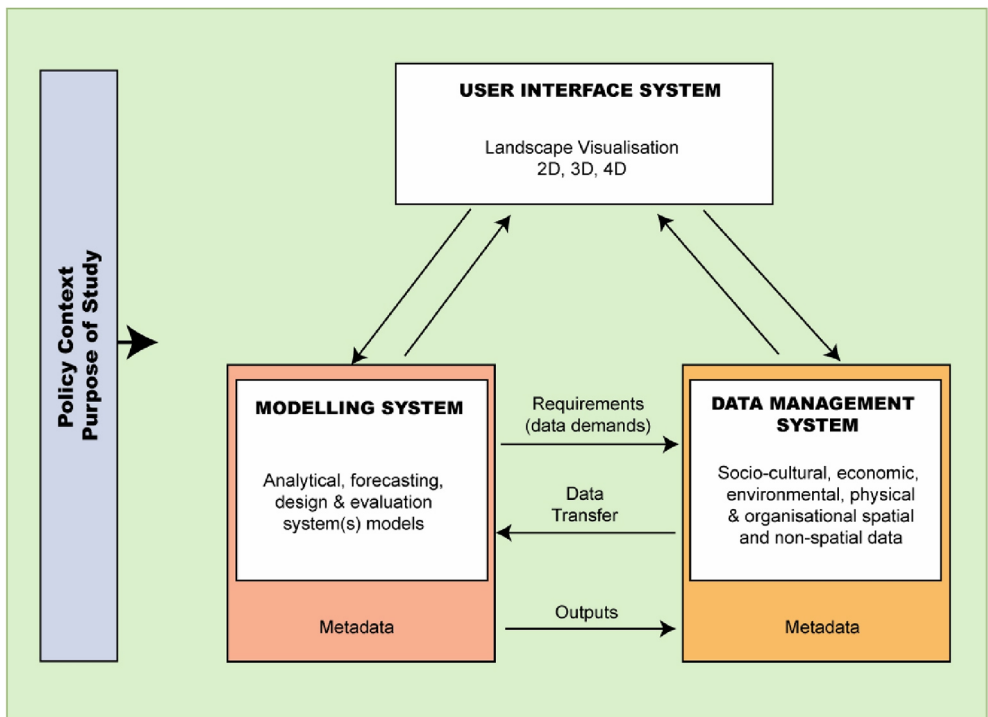 Policy Context
Purpose of Study
USER INTERFACE SYSTEM
Landscape Visualisation
2D, 3D, 4D
MODELLING SYSTEM
Analytical, forecasting,
design & evaluation
system(s) models
Metadata
Requirements
(data demands)
Data
Transfer
Outputs
DATA MANAGEMENT
SYSTEM
Socio-cultural, economic,
environmental, physical
& organisational spatial
and non-spatial data
Metadata